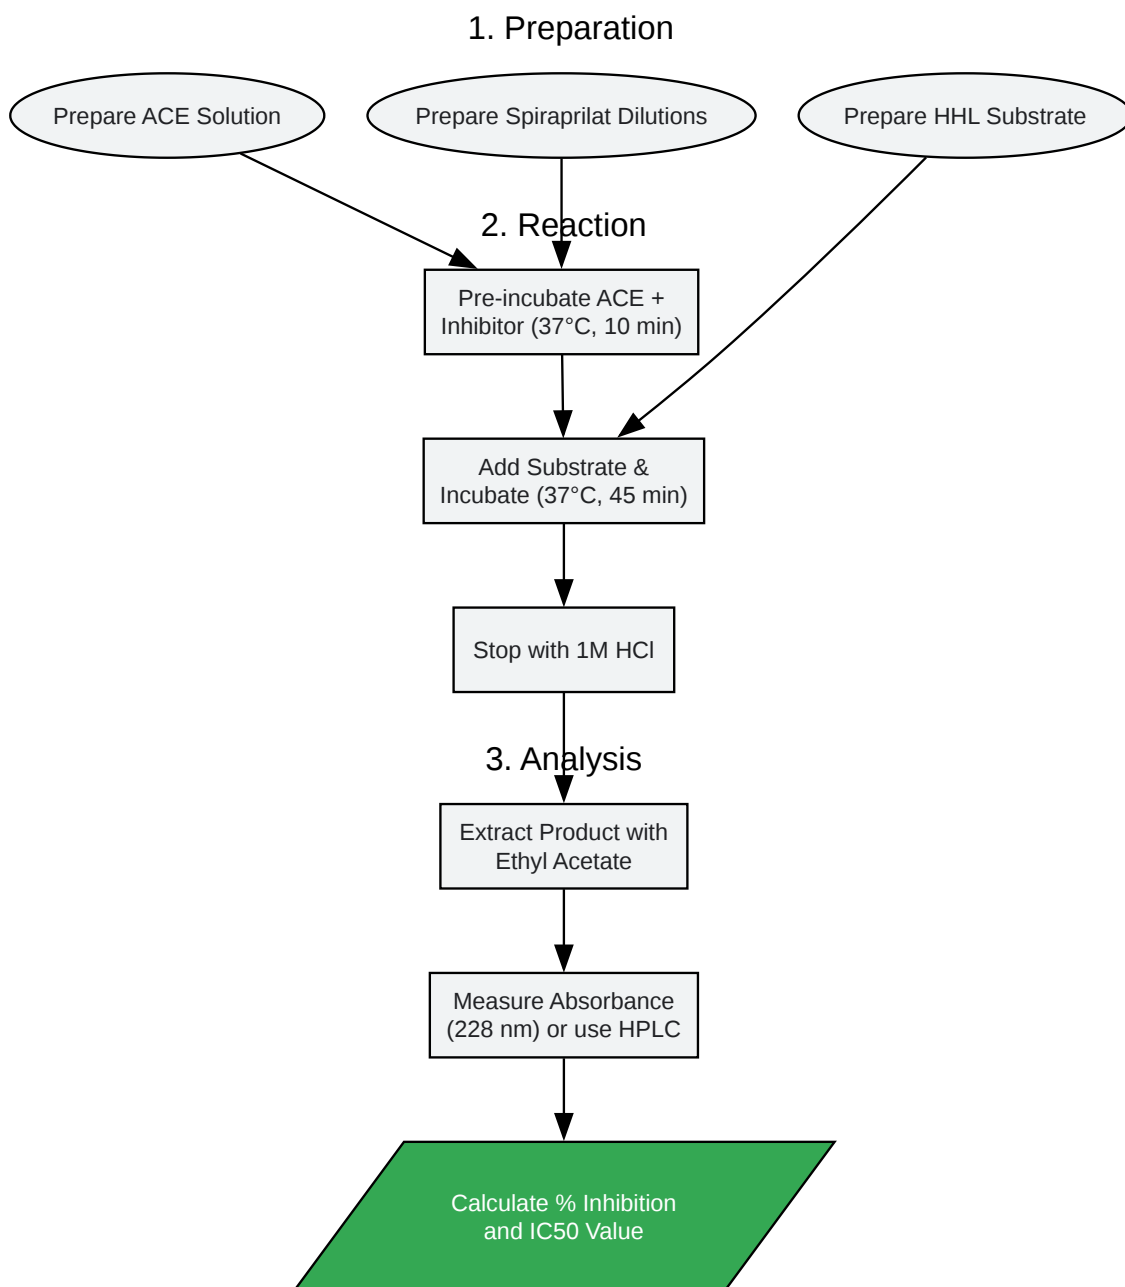 1. Preparation
Prepare ACE Solution
Prepare Spiraprilat Dilutions
Prepare HHL Substrate
2. Reaction
Pre-incubate ACE +
Inhibitor (37°C, 10 min)
Add Substrate &
Incubate (37°C, 45 min)
Stop with 1M HCl
3. Analysis
Extract Product with
Ethyl Acetate
Measure Absorbance
(228 nm) or use HPLC
Calculate % Inhibition
and IC50 Value